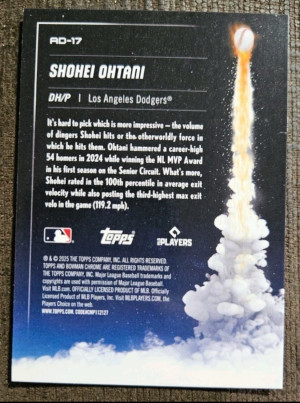 AD-17
SHOHEI OHTANI
DH/P | Los Angeles Dodgers®
It's hard to pick which is more impressive – the volume
of dingers Shohei hits or the otherworldly force in
which he hits them. Ohtani hammered a career-high
54 homers in 2024 while winning the NL MVP Award
in his first season on the Senior Circuit. What's more,
Shohei rated in the 100th percentile in average exit
velocity while also posting the third-highest max exit
velo in the game (119.2 mph).
Topps
PLAYERS
® & © 2025 THE TOPPS COMPANY, INC. ALL RIGHTS RESERVED.
TOPPS AND BOWMAN CHROME ARE REGISTERED TRADEMARKS OF
THE TOPPS COMPANY, INC. Major League Baseball trademarks and
copyrights are used with permission of Major League Baseball.
Visit MLB.com. OFFICIALLY LICENSED PRODUCT OF MLB Players, Inc.
Officially Licensed Product of MLB Players, Inc. Visit MLBPLAYERS.COM, the
Players Choice on the web.
WWW.TOPPS.COM. CODE#CMP112127